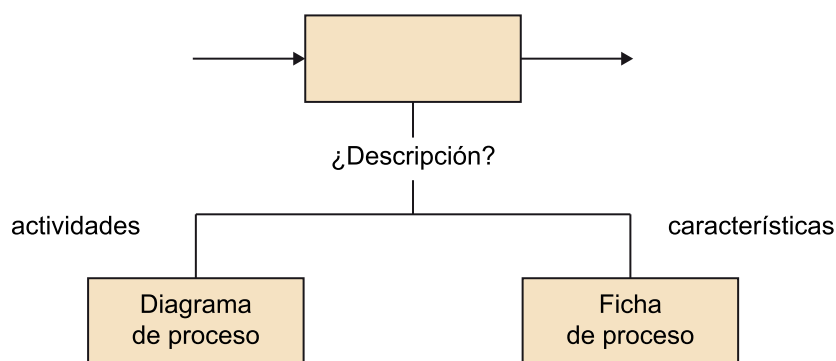 ¿Descripción?
actividades
características
Diagrama
de proceso
Ficha
de proceso